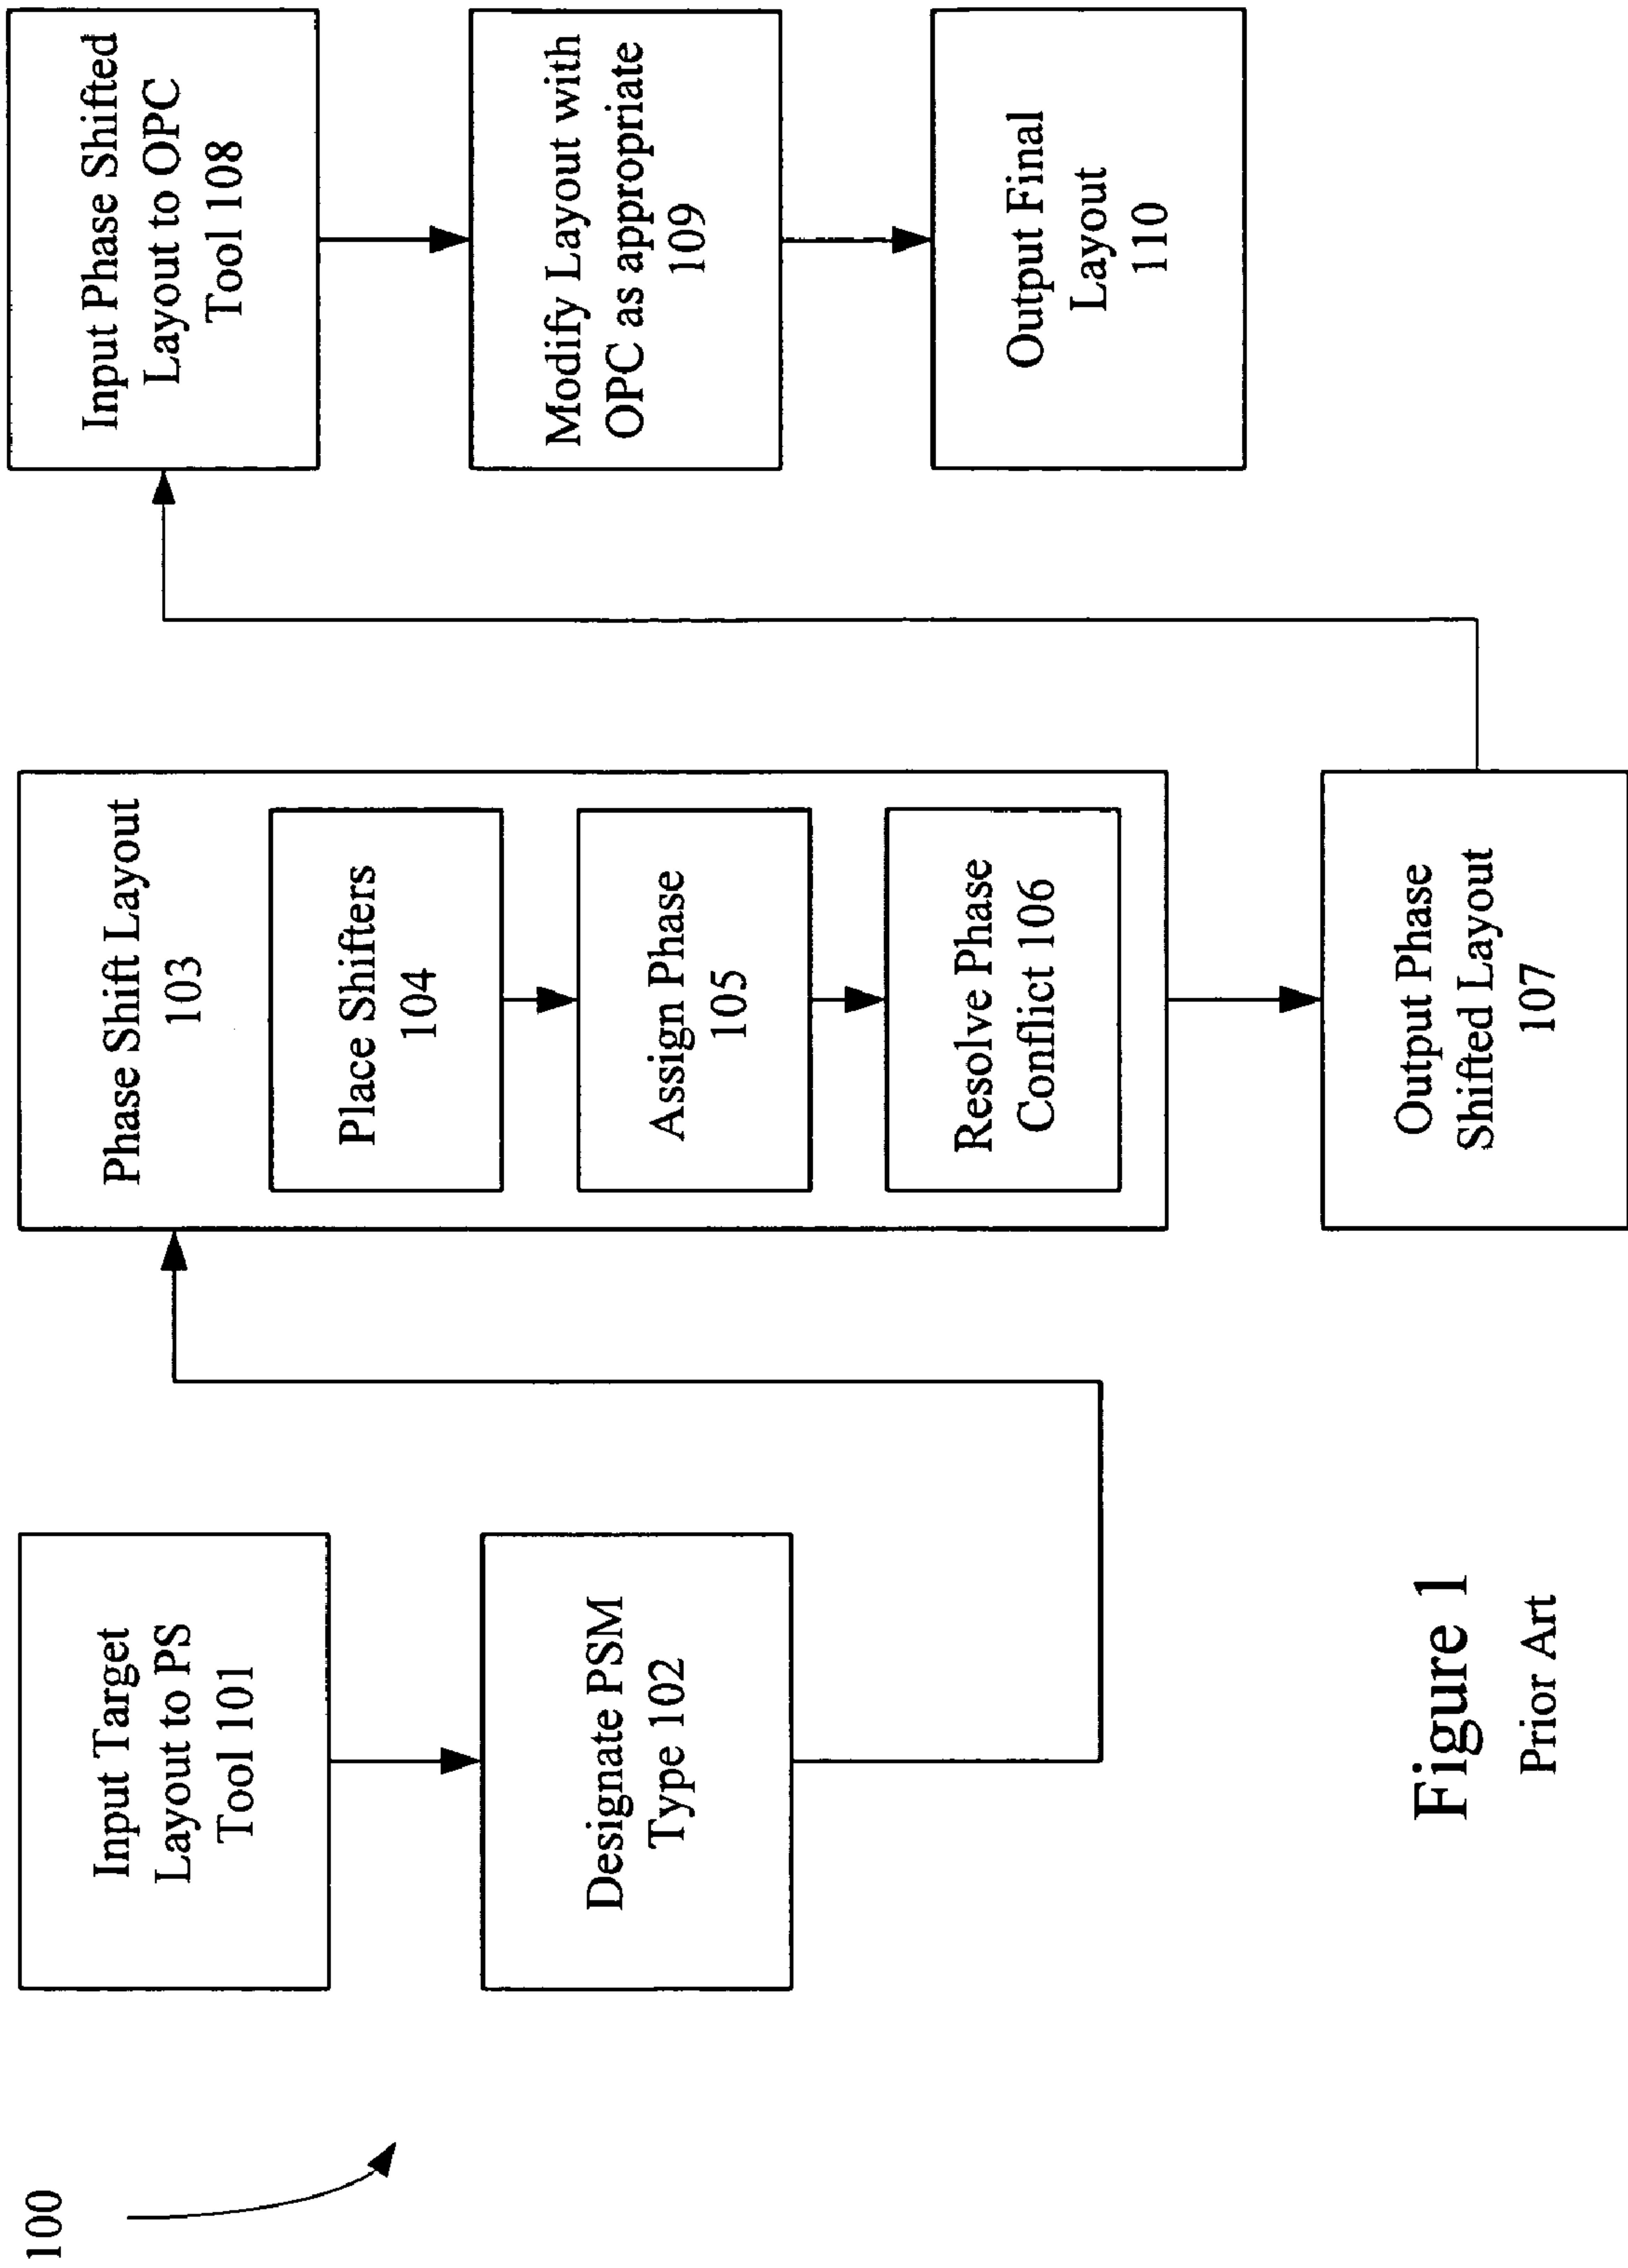 100
Input Target
Layout to PS
Tool 101
Designate PSM
Type 102
Phase Shift Layout
103
Place Shifters
104
Assign Phase
105
Resolve Phase
Conflict 106
Output Phase
Shifted Layout
107
Input Phase Shifted
Layout to OPC
Tool 108
Modify Layout with
OPC as appropriate
109
Output Final
Layout
110
Figure 1
Prior Art